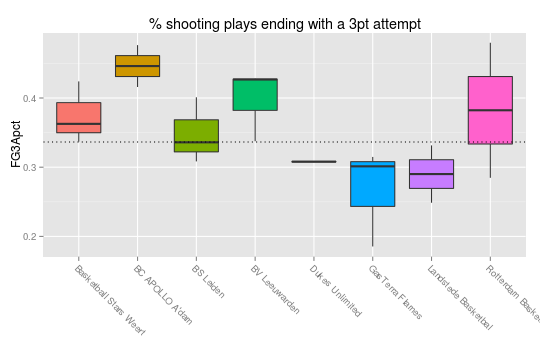 % shooting plays ending with a 3pt attempt
FG3Apct
0.4
0.3
0.2
Basketball Stars Weert
BC APOLLO A'dam
BS Leiden
BV Leeuwarden
Dukes Unlimited
GasTerra Flames
Landstede Basketbal
Rotterdam Baske